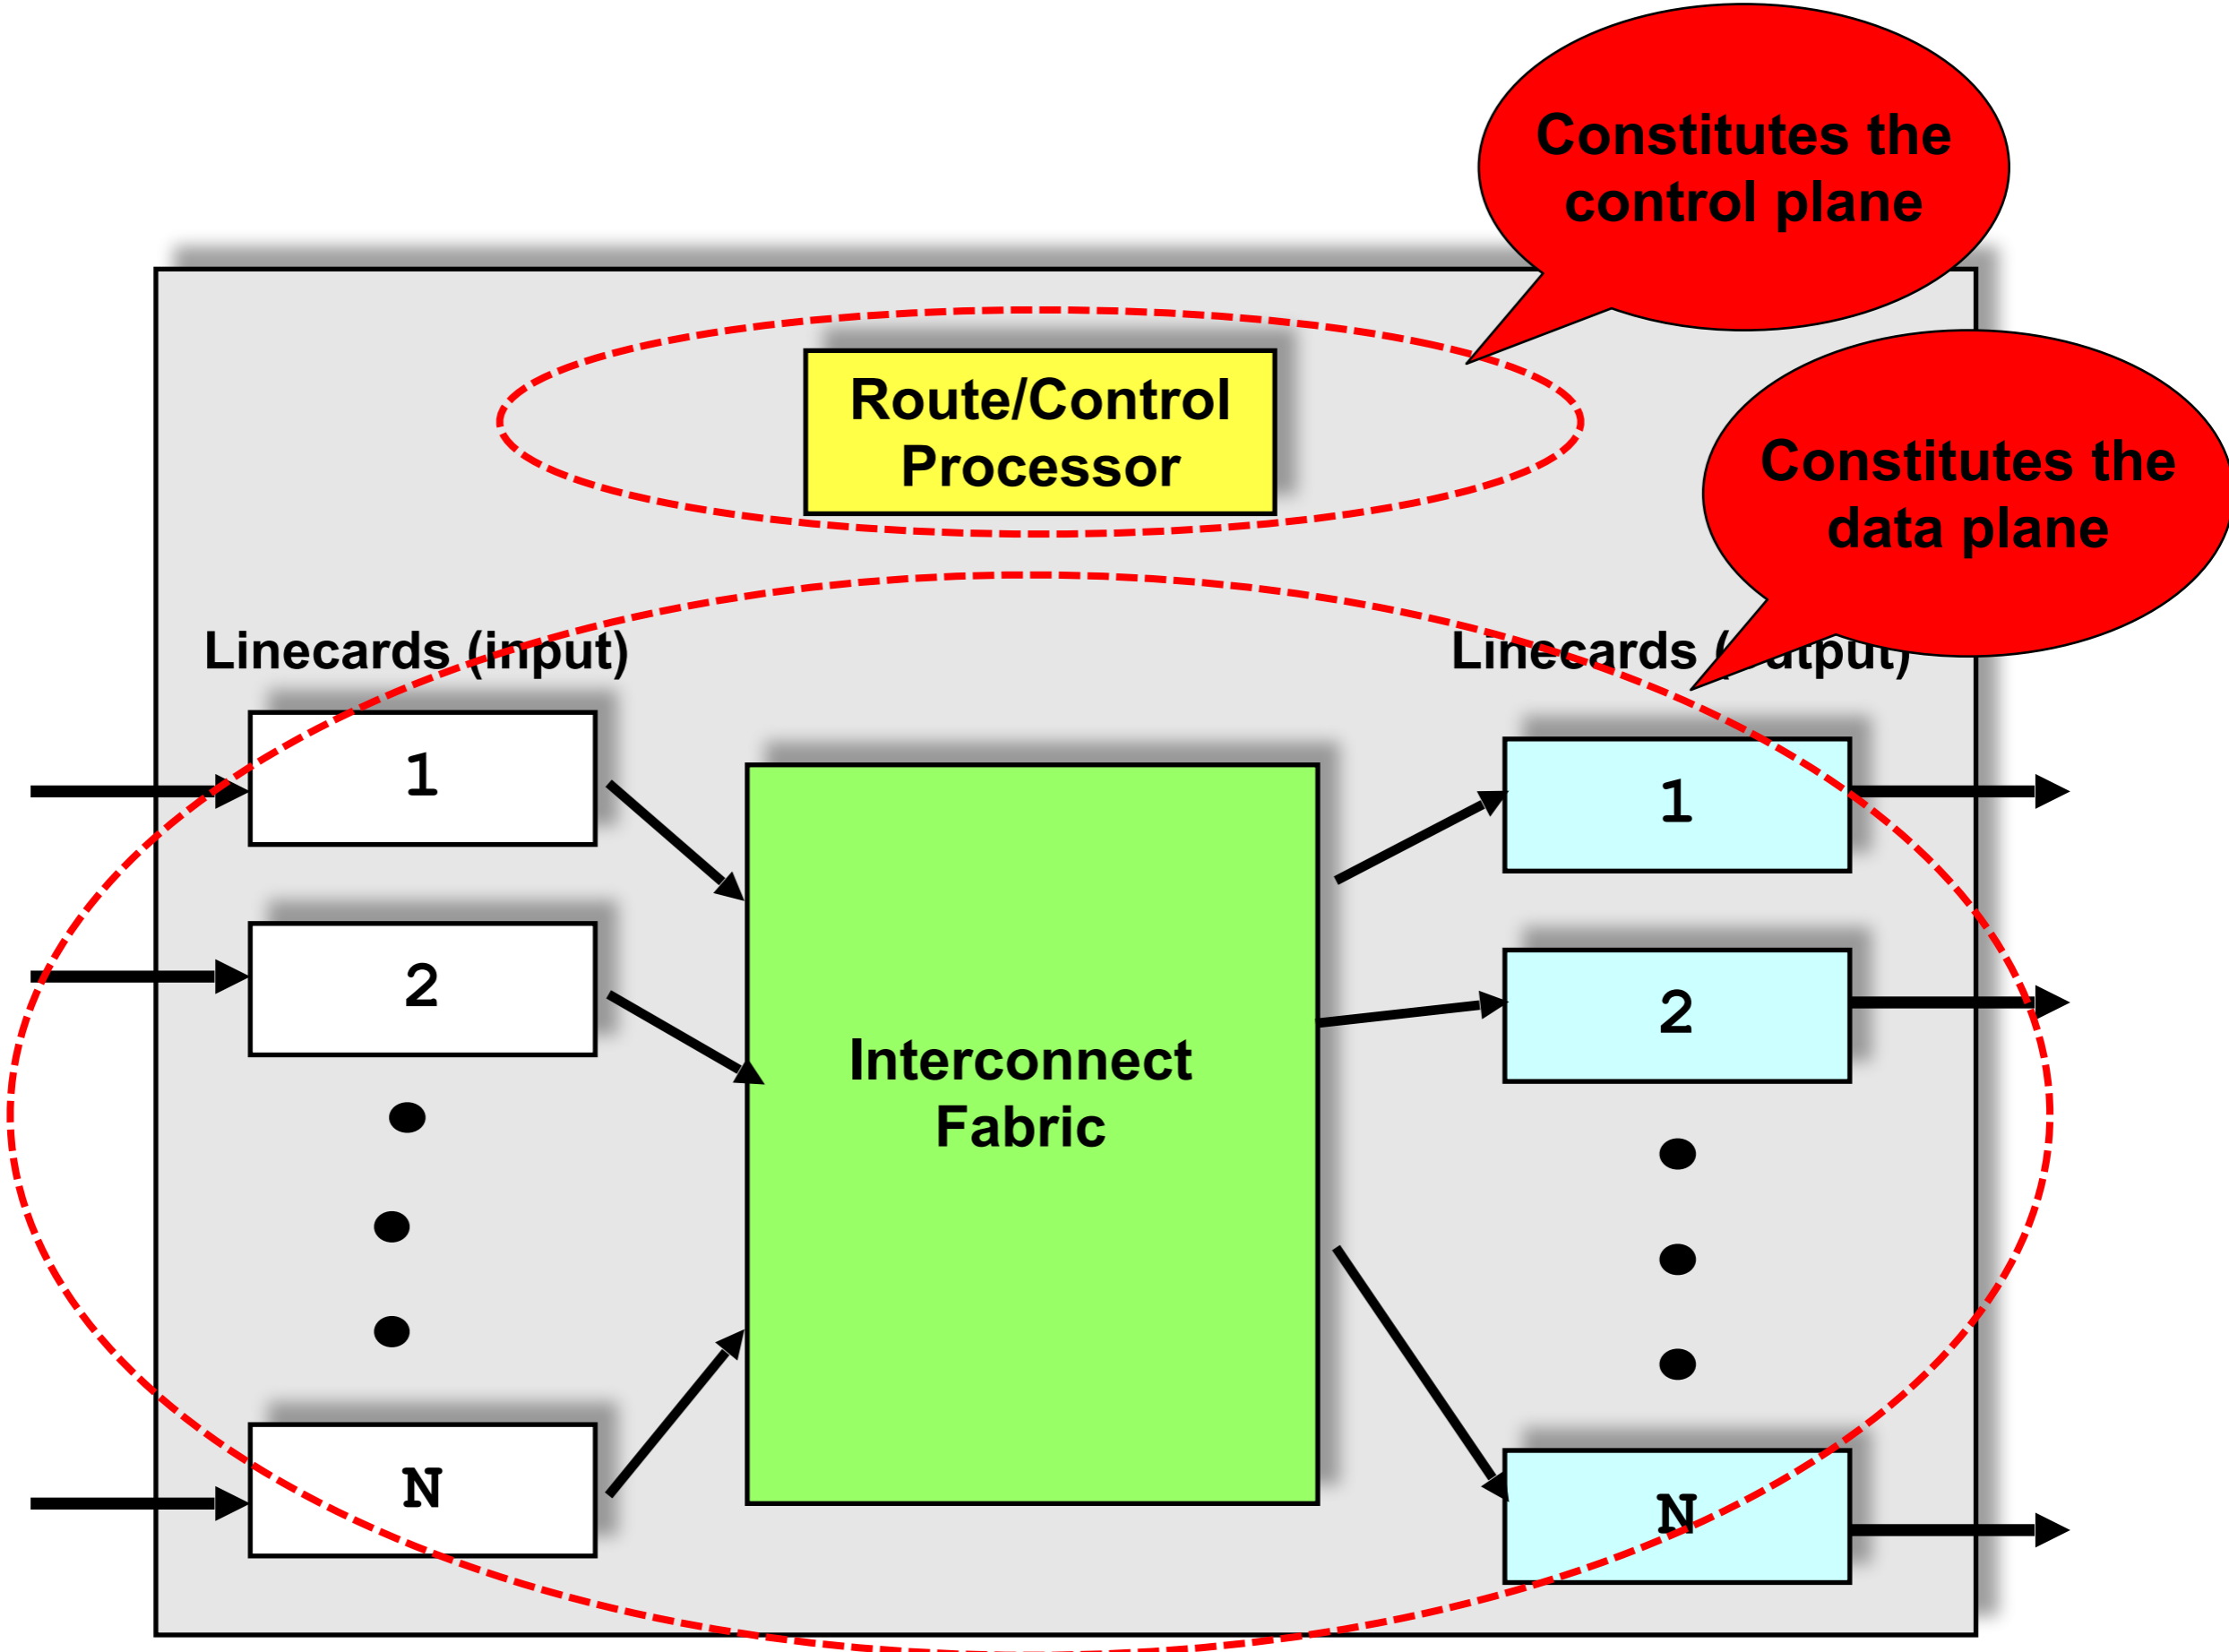 Constitutes the
control plane
Route/Control
Processor
Constitutes the
data plane
Linecards (input)
Linecards
1
1
2
2
Interconnect
Fabric
N
N